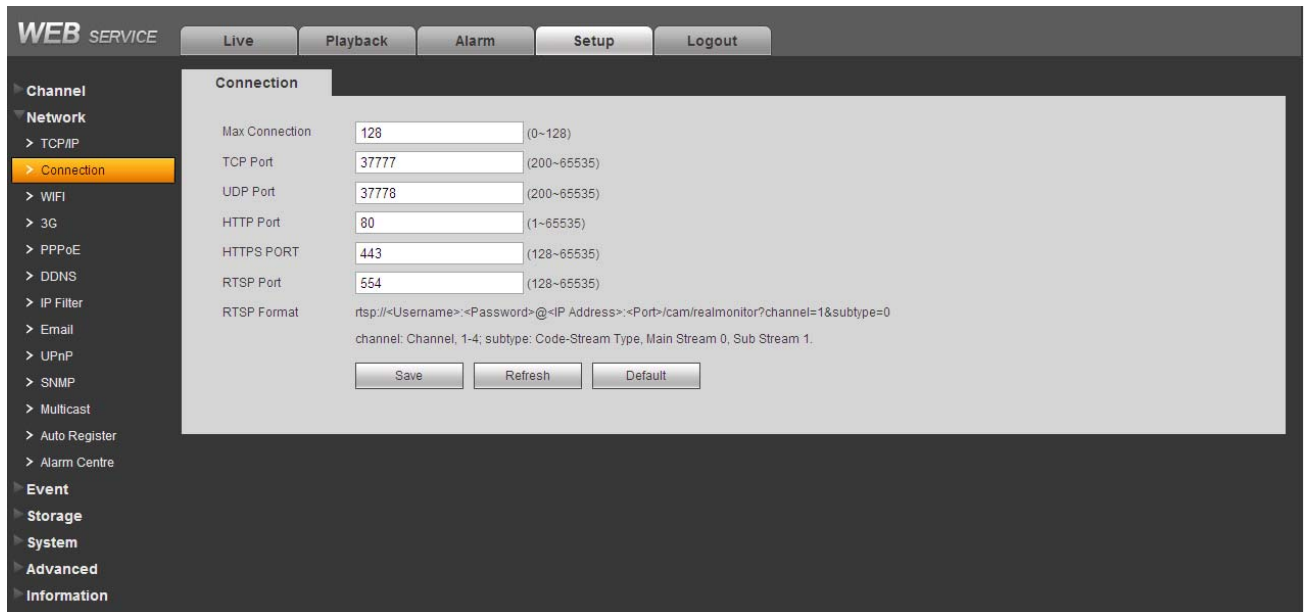 WEB SERVICE
Live Playback Alarm Setup Logout
Channel
Network
> TCP/IP
> Connection
> WIFI
> 3G
> PPPoE
> DDNS
> IP Filter
> Email
> UPnP
> SNMP
> Multicast
> Auto Register
> Alarm Centre
Event
Storage
System
Advanced
Information
Connection
Max Connection 128 (0~128)
TCP Port 37777 (200~65535)
UDP Port 37778 (200~65535)
HTTP Port 80 (1~65535)
HTTPS PORT 443 (128~65535)
RTSP Port 554 (128~65535)
RTSP Format rtsp://<Username>:<Password>@<IP Address>:<Port>/cam/realmonitor?channel=1&subtype=0
channel: Channel, 1-4; subtype: Code-Stream Type, Main Stream 0, Sub Stream 1.
Save Refresh Default